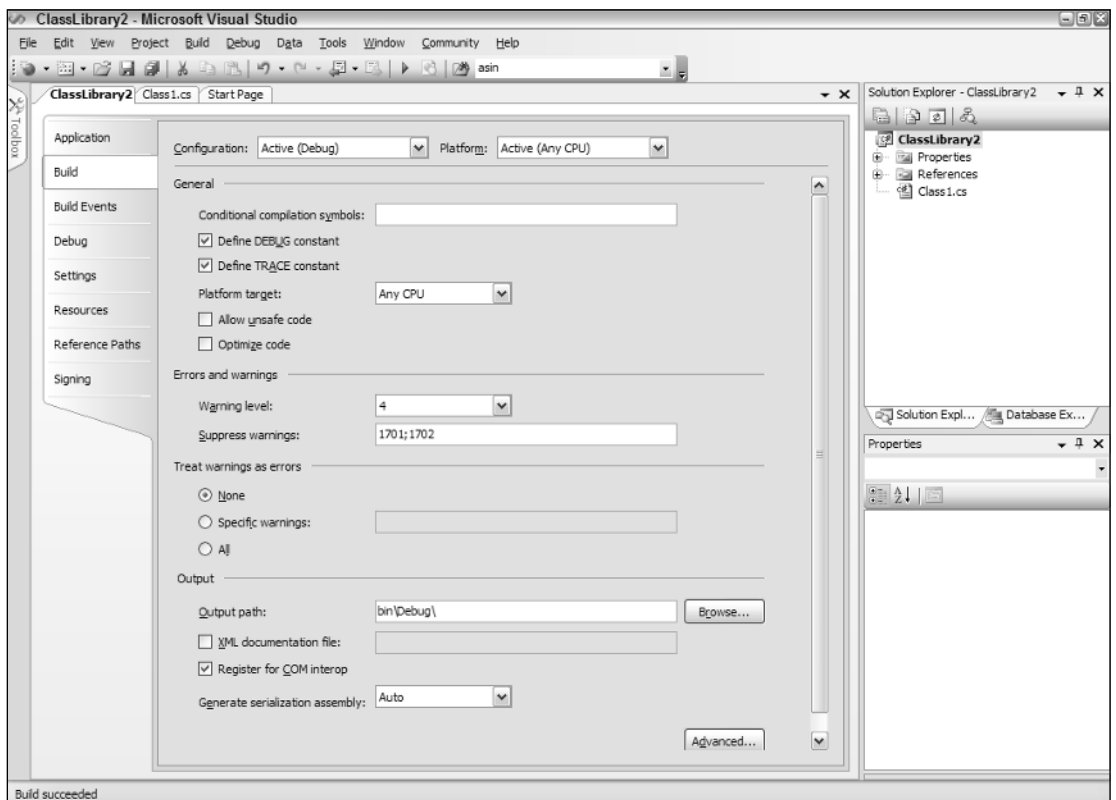 ClassLibrary2 - Microsoft Visual Studio
File Edit View Project Build Debug Data Tools Window Community Help
asin
Toolbox
ClassLibrary2 Class1.cs Start Page
Application
Build
Build Events
Debug
Settings
Resources
Reference Paths
Signing
Configuration: Active (Debug) Platform: Active (Any CPU)
General
Conditional compilation symbols:
Define DEBUG constant
Define TRACE constant
Platform target: Any CPU
Allow unsafe code
Optimize code
Errors and warnings
Warning level: 4
Suppress warnings: 1701;1702
Treat warnings as errors
None
Specific warnings:
All
Output
Output path: bin\Debug\ Browse...
XML documentation file:
Register for COM interop
Generate serialization assembly: Auto
Advanced...
Solution Explorer - ClassLibrary2
ClassLibrary2
Properties
References
Class1.cs
Solution Expl... Database Ex...
Properties
Build succeeded